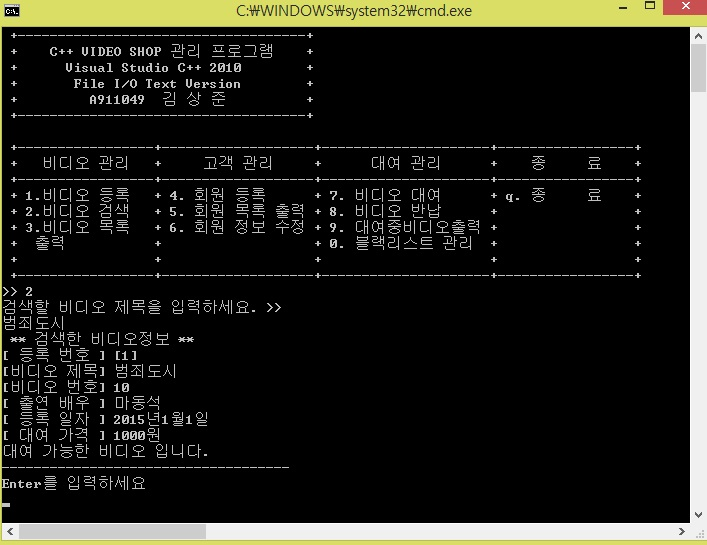 C:₩WINDOWS₩system32₩cmd.exe
+------------------------------------+
+ C++ VIDEO SHOP 관리 프로그램 +
+ Visual Studio C++ 2010 +
+ File I/O Text Version +
+ A911049 김 상 준 +
+------------------------------------+
+-----------------+-------------------+---------------------+-----------------+
+ 비디오 관리 + 고객 관리 + 대여 관리 + 종 료 +
+-----------------+-------------------+---------------------+-----------------+
+ 1.비디오 등록 + 4. 회원 등록 + 7. 비디오 대여 + q. 종 료 +
+ 2.비디오 검색 + 5. 회원 목록 출력 + 8. 비디오 반납 + +
+ 3.비디오 목록 + 6. 회원 정보 수정 + 9. 대여중비디오출력 + +
+ 출력 + + 0. 블랙리스트 관리 + +
+ + + + +
+-----------------+-------------------+---------------------+-----------------+
>> 2
검색할 비디오 제목을 입력하세요. >>
범죄도시
** 검색한 비디오정보 **
[ 등록 번호 ] [1]
[비디오 제목] 범죄도시
[비디오 번호] 10
[ 출연 배우 ] 마동석
[ 등록 일자 ] 2015년1월1일
[ 대여 가격 ] 1000원
대여 가능한 비디오 입니다.
------------------------------------
Enter를 입력하세요